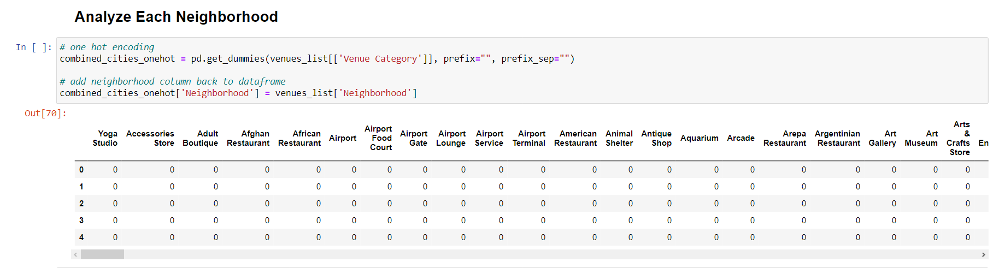 Analyze Each Neighborhood
In [ ]: # one hot encoding
combined_cities_onehot = pd.get_dummies(venues_list[['Venue Category']], prefix="", prefix_sep="")
# add neighborhood column back to dataframe
combined_cities_onehot['Neighborhood'] = venues_list['Neighborhood']
Out[70]:
Yoga Studio Accessories Store Adult Boutique Afghan Restaurant African Restaurant Airport Airport Food Court Airport Gate Airport Lounge Airport Service Airport Terminal American Restaurant Animal Shelter Antique Shop Aquarium Arcade Arepa Restaurant Argentinian Restaurant Art Gallery Art Museum Arts & Crafts Store En
0 0 0 0 0 0 0 0 0 0 0 0 0 0 0 0 0 0 0 0 0 0
1 0 0 0 0 0 0 0 0 0 0 0 0 0 0 0 0 0 0 0 0 0
2 0 0 0 0 0 0 0 0 0 0 0 0 0 0 0 0 0 0 0 0 0
3 0 0 0 0 0 0 0 0 0 0 0 0 0 0 0 0 0 0 0 0 0
4 0 0 0 0 0 0 0 0 0 0 0 0 0 0 0 0 0 0 0 0 0